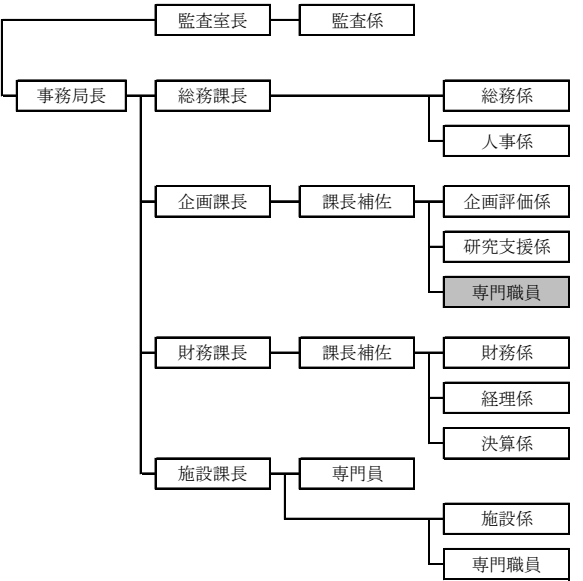 監査室長 監査係
事務局長 総務課長 総務係
人事係
企画課長 課長補佐 企画評価係
研究支援係
専門職員
財務課長 課長補佐 財務係
経理係
決算係
施設課長 専門員
施設係
専門職員